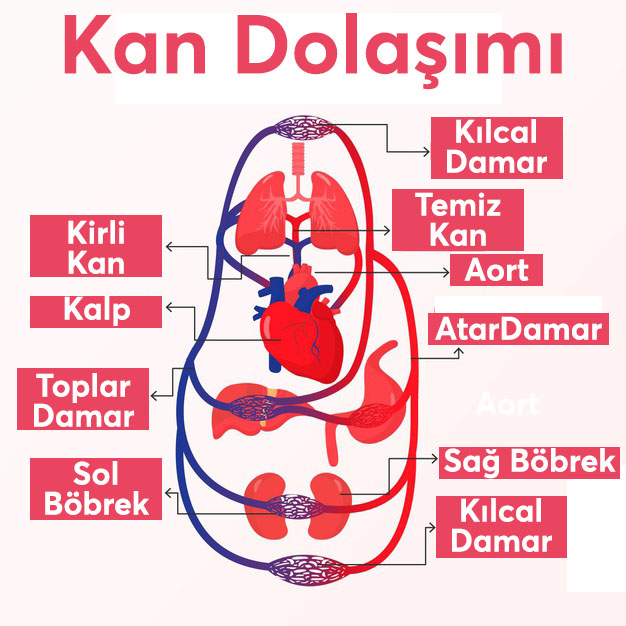 Kan Dolaşımı
Kılcal
Damar
Temiz
Kan
Kirli
Kan
Aort
Kalp
AtarDamar
Toplar
Damar
Aort
Sağ Böbrek
Sol
Böbrek
Kılcal
Damar